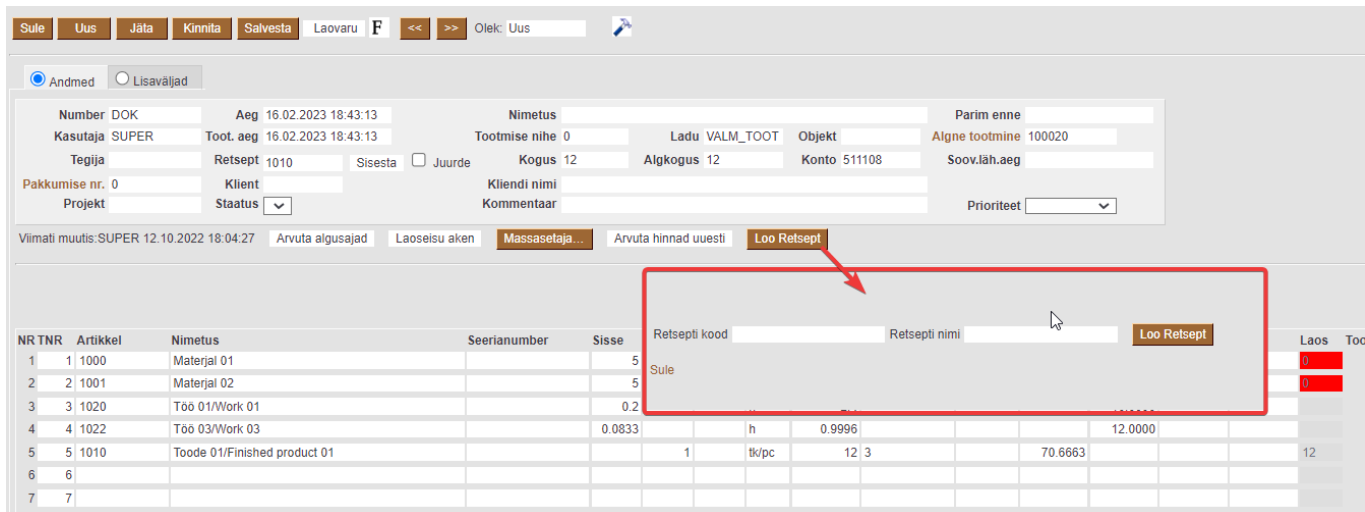 Sule Uus Jäta Kinnita Salvesta Laovaru F << >> Olek: Uus
Andmed Lisaväljad
Number DOK Aeg 16.02.2023 18:43:13 Nimetus Parim enne
Kasutaja SUPER Toot. aeg 16.02.2023 18:43:13 Tootmise nihe 0 Ladu VALM_TOOT Objekt Algne tootmine 100020
Tegija Retsept 1010 Sisesta Juurde Kogus 12 Algkogus 12 Konto 511108 Soov.läh.aeg
Pakkumise nr. 0 Klient Kliendi nimi
Projekt Staatus Kommentaar Prioriteet
Viimati muutis:SUPER 12.10.2022 18:04:27 Arvuta algusajad Laoseisu aken Massasetaja... Arvuta hinnad uuesti Loo Retsept
Retsepti kood Retsepti nimi Loo Retsept
Sule
NR TNR Artikkel Nimetus Seerianumber Sisse Laos Too
1 1 1000 Materjal 01 5 0
2 2 1001 Materjal 02 5 0
3 3 1020 Töö 01/Work 01 0.2
4 4 1022 Töö 03/Work 03 0.0833 h 0.9996 12.0000
5 5 1010 Toode 01/Finished product 01 1 tk/pc 12 3 70.6663 12
6 6
7 7